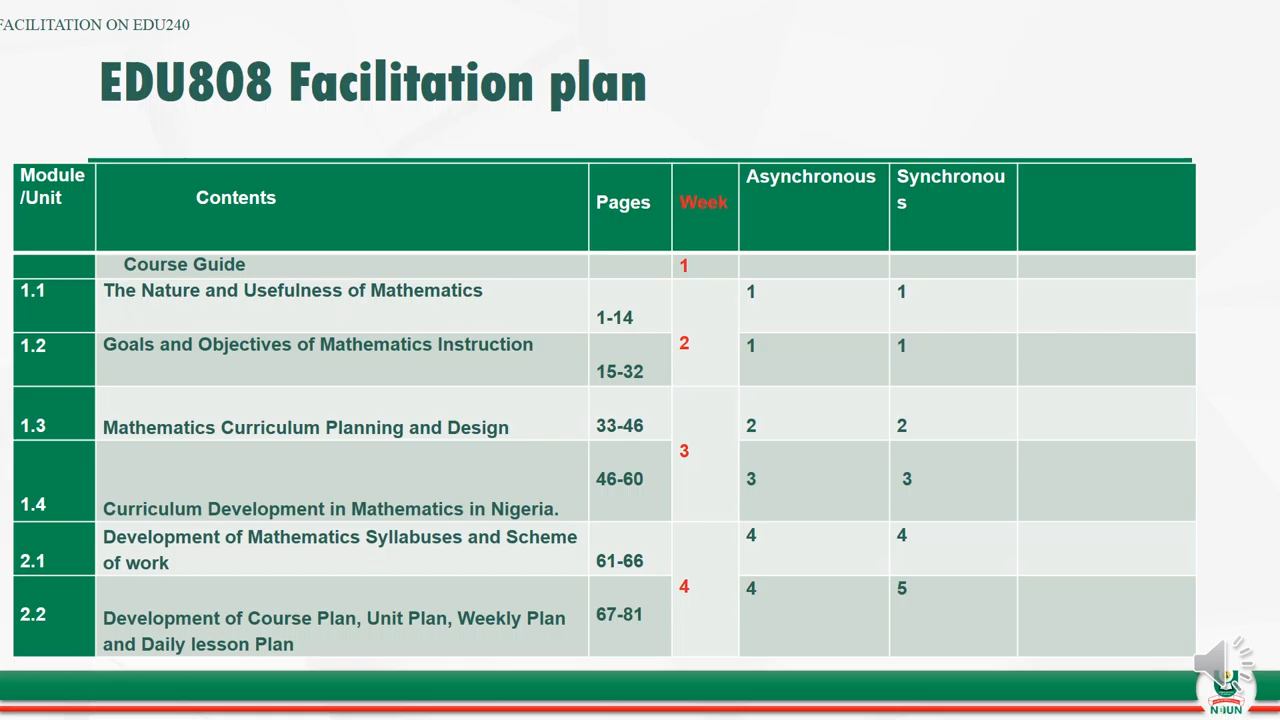 FACILITATION ON EDU240
EDU808 Facilitation plan
Module
/Unit
Contents
Pages
Week
Asynchronous
Synchronou
s
Course Guide
1
1.1
The Nature and Usefulness of Mathematics
1-14
2
1
1
1.2
Goals and Objectives of Mathematics Instruction
15-32
1
1
1.3
Mathematics Curriculum Planning and Design
33-46
3
2
2
1.4
Curriculum Development in Mathematics in Nigeria.
46-60
3
3
2.1
Development of Mathematics Syllabuses and Scheme
of work
61-66
4
4
4
2.2
Development of Course Plan, Unit Plan, Weekly Plan
and Daily lesson Plan
67-81
4
5
NOUN